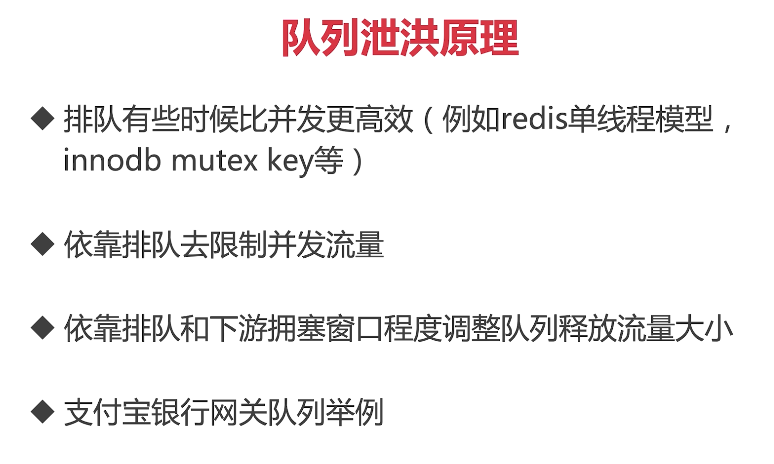 队列泄洪原理
◆ 排队有些时候比并发更高效（例如redis单线程模型，
innodb mutex key等）
◆ 依靠排队去限制并发流量
◆ 依靠排队和下游拥塞窗口程度调整队列释放流量大小
◆ 支付宝银行网关队列举例